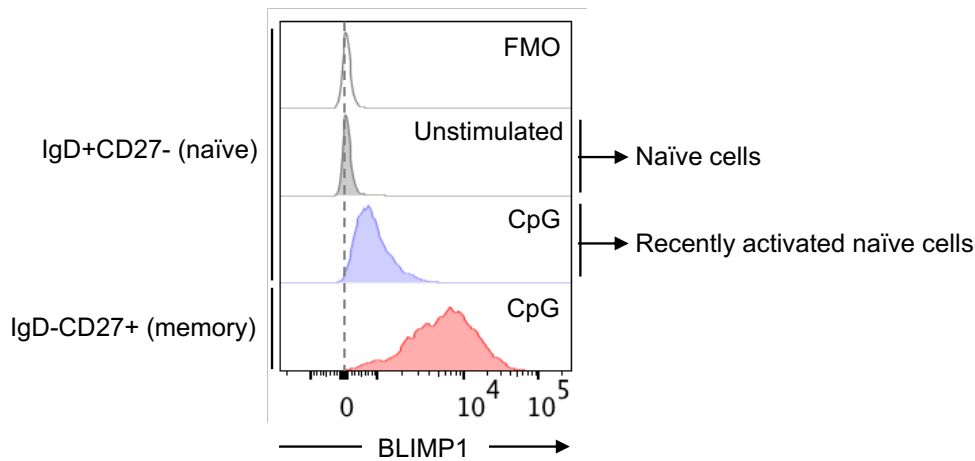 FMO
Unstimulated
IgD+CD27- (naïve)
Naïve cells
CpG
Recently activated naïve cells
CpG
IgD-CD27+ (memory)
0 10^4 10^5
BLIMP1